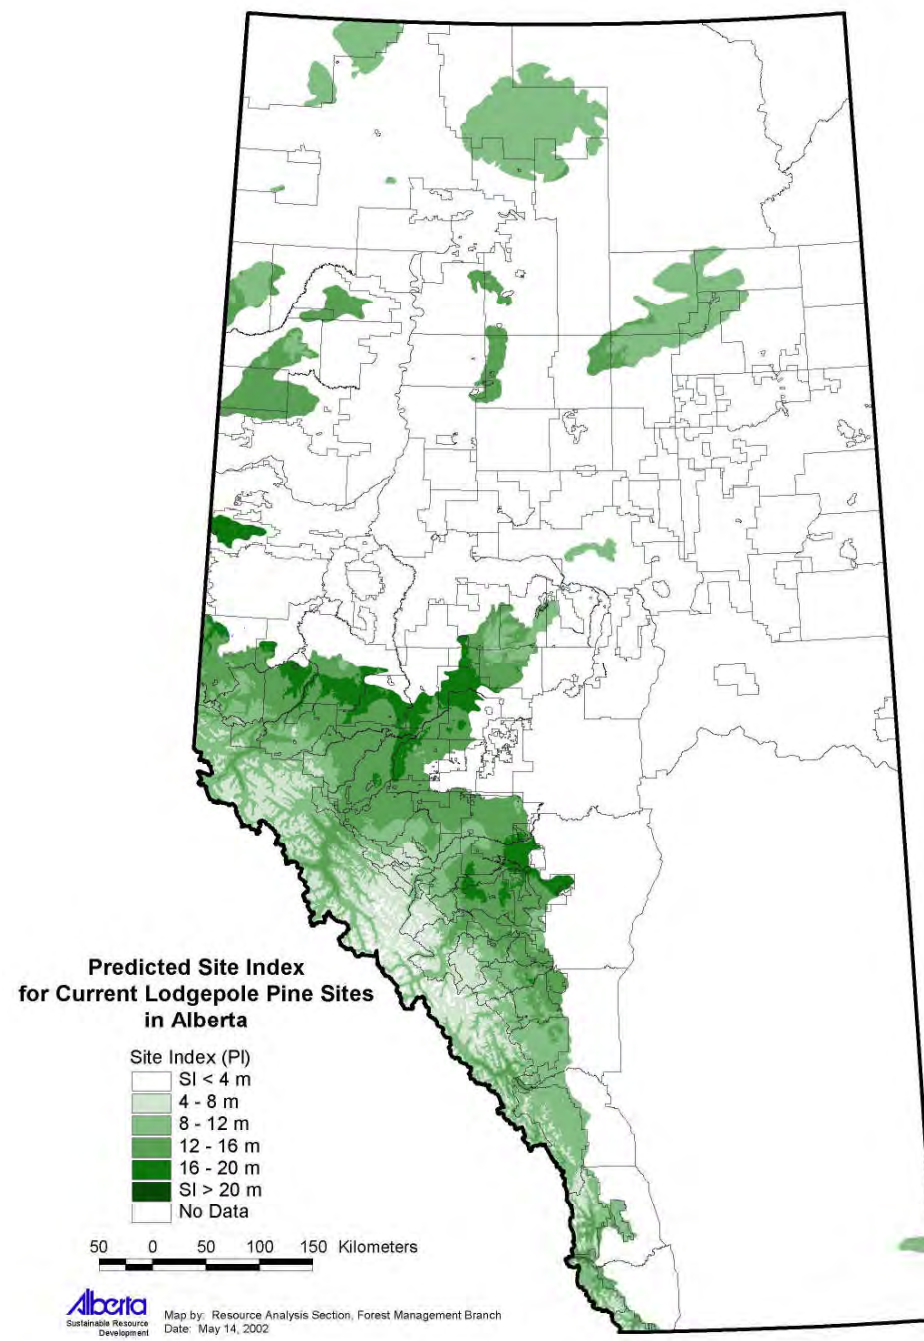 Predicted Site Index
for Current Lodgepole Pine Sites
in Alberta
Site Index (Pl)
SI < 4 m
4 - 8 m
8 - 12 m
12 - 16 m
16 - 20 m
SI > 20 m
No Data
50 0 50 100 150 Kilometers
Alberta
Sustainable Resource
Development
Map by: Resource Analysis Section, Forest Management Branch
Date: May 14, 2002